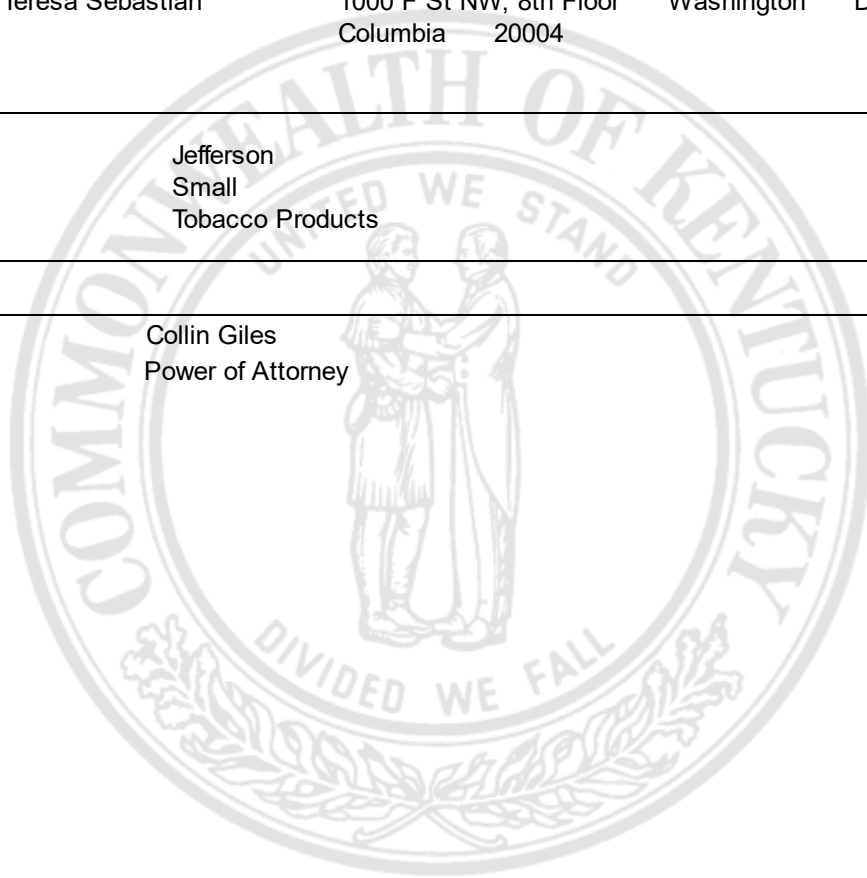 Teresa Sebastian 1000 F St NW, 8th Floor Washington
Columbia 20004
Jefferson
Small
Tobacco Products
Collin Giles
Power of Attorney
COMMONWEALTH OF KENTUCKY
UNITED WE STAND
DIVIDED WE FALL